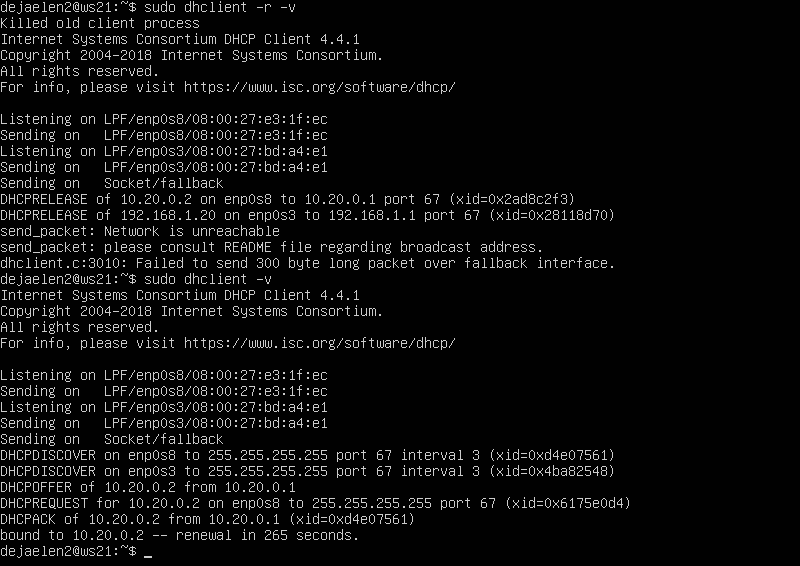 dejaelen2@ws21:~$ sudo dhclient -r -v
Killed old client process
Internet Systems Consortium DHCP Client 4.4.1
Copyright 2004-2018 Internet Systems Consortium.
All rights reserved.
For info, please visit https://www.isc.org/software/dhcp/

Listening on LPF/enp0s8/08:00:27:e3:1f:ec
Sending on   LPF/enp0s8/08:00:27:e3:1f:ec
Listening on LPF/enp0s3/08:00:27:bd:a4:e1
Sending on   LPF/enp0s3/08:00:27:bd:a4:e1
Sending on   Socket/fallback
DHCPRELEASE of 10.20.0.2 on enp0s8 to 10.20.0.1 port 67 (xid=0x2ad8c2f3)
DHCPRELEASE of 192.168.1.20 on enp0s3 to 192.168.1.1 port 67 (xid=0x28118d70)
send_packet: Network is unreachable
send_packet: please consult README file regarding broadcast address.
dhclient.c:3010: Failed to send 300 byte long packet over fallback interface.
dejaelen2@ws21:~$ sudo dhclient -v
Internet Systems Consortium DHCP Client 4.4.1
Copyright 2004-2018 Internet Systems Consortium.
All rights reserved.
For info, please visit https://www.isc.org/software/dhcp/

Listening on LPF/enp0s8/08:00:27:e3:1f:ec
Sending on   LPF/enp0s8/08:00:27:e3:1f:ec
Listening on LPF/enp0s3/08:00:27:bd:a4:e1
Sending on   LPF/enp0s3/08:00:27:bd:a4:e1
Sending on   Socket/fallback
DHCPDISCOVER on enp0s8 to 255.255.255.255 port 67 interval 3 (xid=0xd4e07561)
DHCPDISCOVER on enp0s3 to 255.255.255.255 port 67 interval 3 (xid=0x4ba82548)
DHCPOFFER of 10.20.0.2 from 10.20.0.1
DHCPREQUEST for 10.20.0.2 on enp0s8 to 255.255.255.255 port 67 (xid=0x6175e0d4)
DHCPACK of 10.20.0.2 from 10.20.0.1 (xid=0xd4e07561)
bound to 10.20.0.2 -- renewal in 265 seconds.
dejaelen2@ws21:~$ _